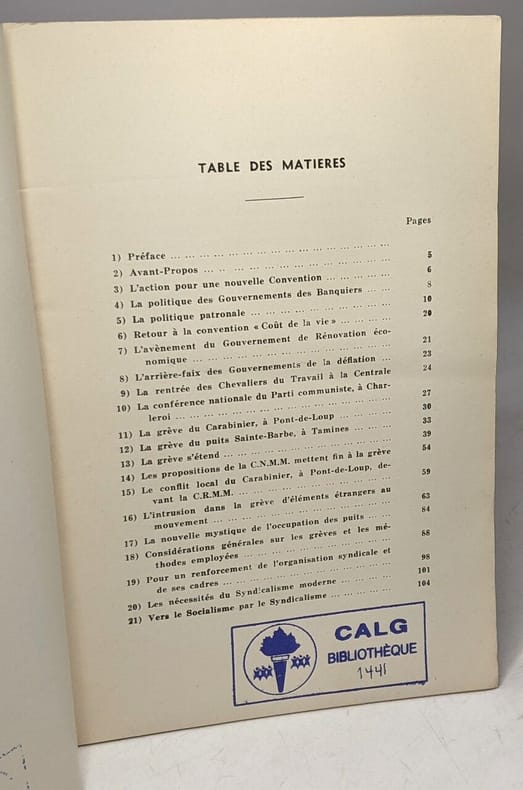 TABLE DES MATIERES
Pages
1) Préface ... ... ... ... ... ... ... ... ... ... ...
2) Avant-Propos ... ... ... ... ... ... ... ... ... ... 5
3) L'action pour une nouvelle Convention ... ... ... ... 6
4) La politique des Gouvernements des Banquiers ... ... 8
5) La politique patronale ... ... ... ... ... ... ... 10
6) Retour à la convention « Coût de la vie » ... ... ... 20
7) L'avènement du Gouvernement de Rénovation éco-
nomique ... ... ... ... ... ... ... ... ... ... 21
8) L'arrière-faix des Gouvernements de la déflation ... ... 23
9) La rentrée des Chevaliers du Travail à la Centrale 24
10) La conférence nationale du Parti communiste, à Char-
leroi ... ... ... ... ... ... ... ... ... ... ... 27
11) La grève du Carabinier, à Pont-de-Loup ... ... ... 30
12) La grève du puits Sainte-Barbe, à Tamines ... ... ... 33
13) La grève s'étend ... ... ... ... ... ... ... ... 39
14) Les propositions de la C.N.M.M. mettent fin à la grève 54
15) Le conflit local du Carabinier, à Pont-de-Loup, de-
vant la C.R.M.M. ... ... ... ... ... ... ... ... 59
16) L'intrusion dans la grève d'éléments étrangers au
mouvement ... ... ... ... ... ... ... ... ... 63
17) La nouvelle mystique de l'occupation des puits ... ... 84
18) Considérations générales sur les grèves et les mé-
thodes employées ... ... ... ... ... ... ... ... 88
19) Pour un renforcement de l'organisation syndicale et
de ses cadres ... ... ... ... ... ... ... ... ... 98
20) Les nécessités du Syndicalisme moderne ... ... ... 101
21) Vers le Socialisme par le Syndicalisme ... ... ... ... 104
CALG
BIBLIOTHÈQUE
1441